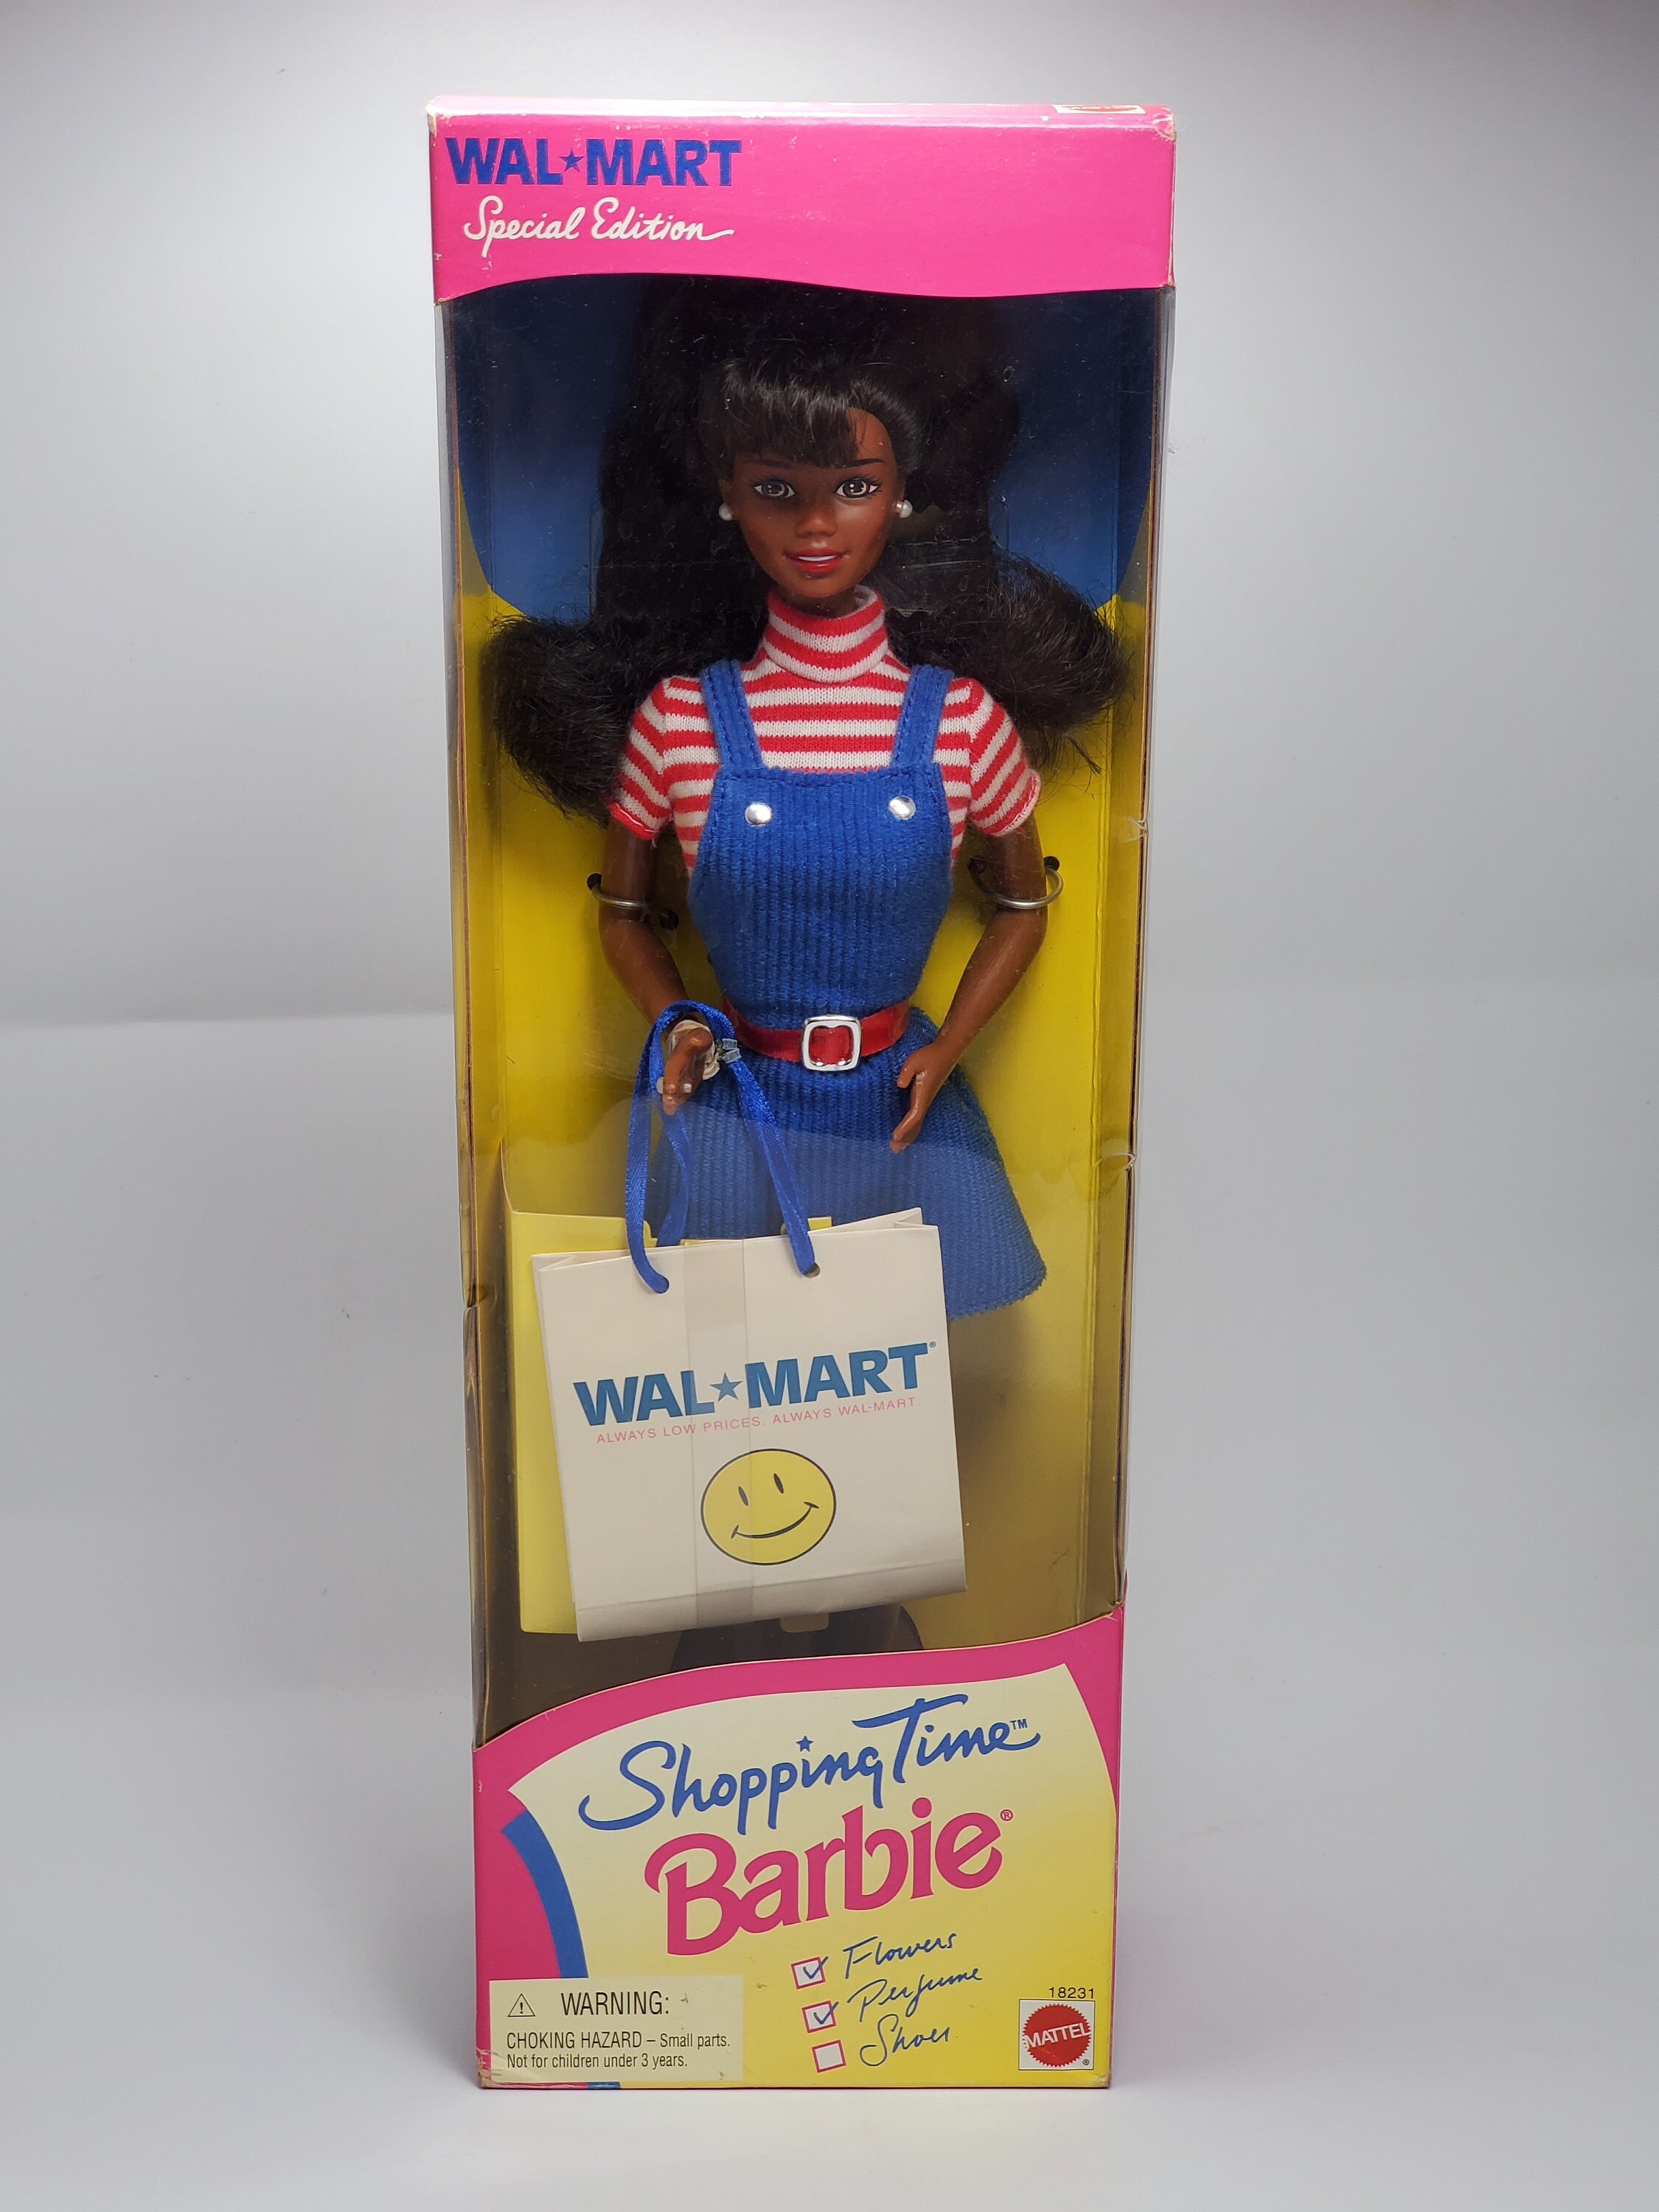 WAL★MART
Special Edition
WAL★MART®
ALWAYS LOW PRICES. ALWAYS WAL-MART.
Shopping Time™
Barbie®
Flowers
Perfume
Shoes
⚠ WARNING:
CHOKING HAZARD – Small parts.
Not for children under 3 years.
18231
MATTEL®